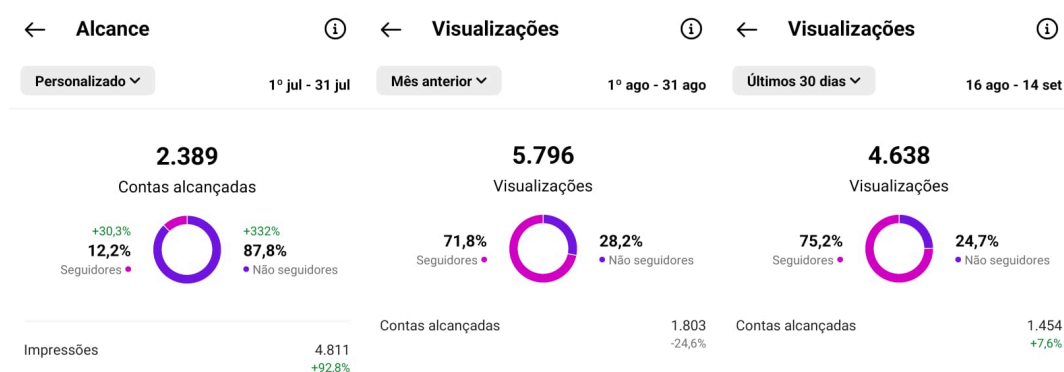 Alcance
Personalizado
1º jul - 31 jul
2.389
Contas alcançadas
+30,3%
12,2%
Seguidores
+332%
87,8%
Não seguidores
Impressões
4.811
+92,8%
Visualizações
Mês anterior
1º ago - 31 ago
5.796
Visualizações
71,8%
Seguidores
28,2%
Não seguidores
Contas alcançadas
1.803
-24,6%
Visualizações
Últimos 30 dias
16 ago - 14 set
4.638
Visualizações
75,2%
Seguidores
24,7%
Não seguidores
Contas alcançadas
1.454
+7,6%